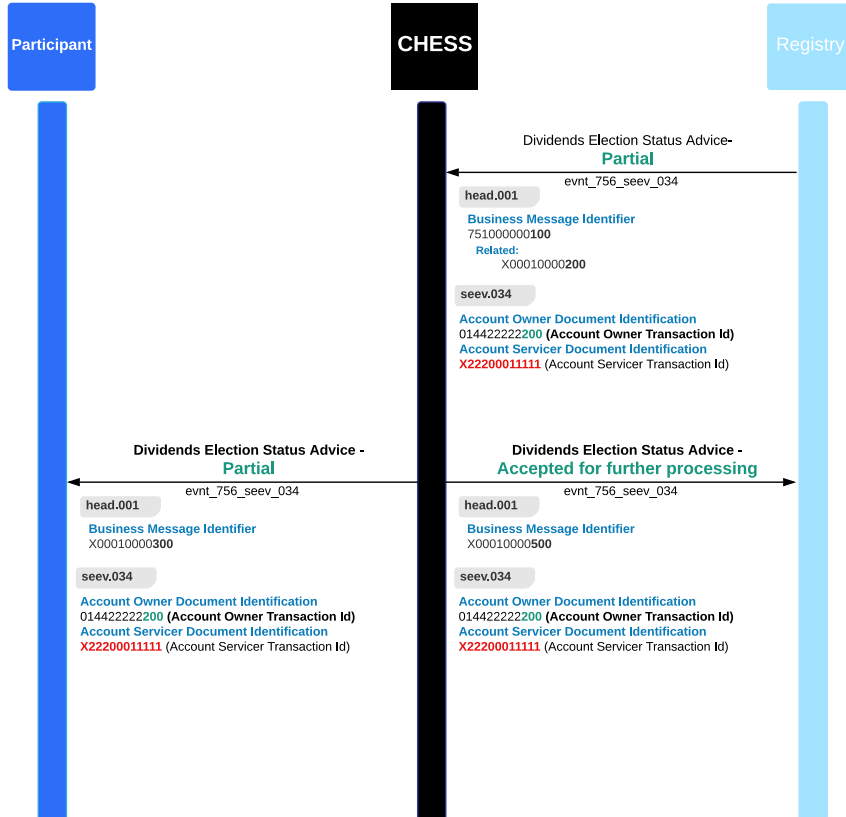 Participant
CHESS
Registry
Dividends Election Status Advice-
Partial
evnt_756_seev_034
head.001
Business Message Identifier
751000000100
Related:
X00010000200
seev.034
Account Owner Document Identification
014422222200 (Account Owner Transaction Id)
Account Servicer Document Identification
X22200011111 (Account Servicer Transaction Id)
Dividends Election Status Advice -
Partial
evnt_756_seev_034
head.001
Business Message Identifier
X00010000300
seev.034
Account Owner Document Identification
014422222200 (Account Owner Transaction Id)
Account Servicer Document Identification
X22200011111 (Account Servicer Transaction Id)
Dividends Election Status Advice -
Accepted for further processing
evnt_756_seev_034
head.001
Business Message Identifier
X00010000500
seev.034
Account Owner Document Identification
014422222200 (Account Owner Transaction Id)
Account Servicer Document Identification
X22200011111 (Account Servicer Transaction Id)